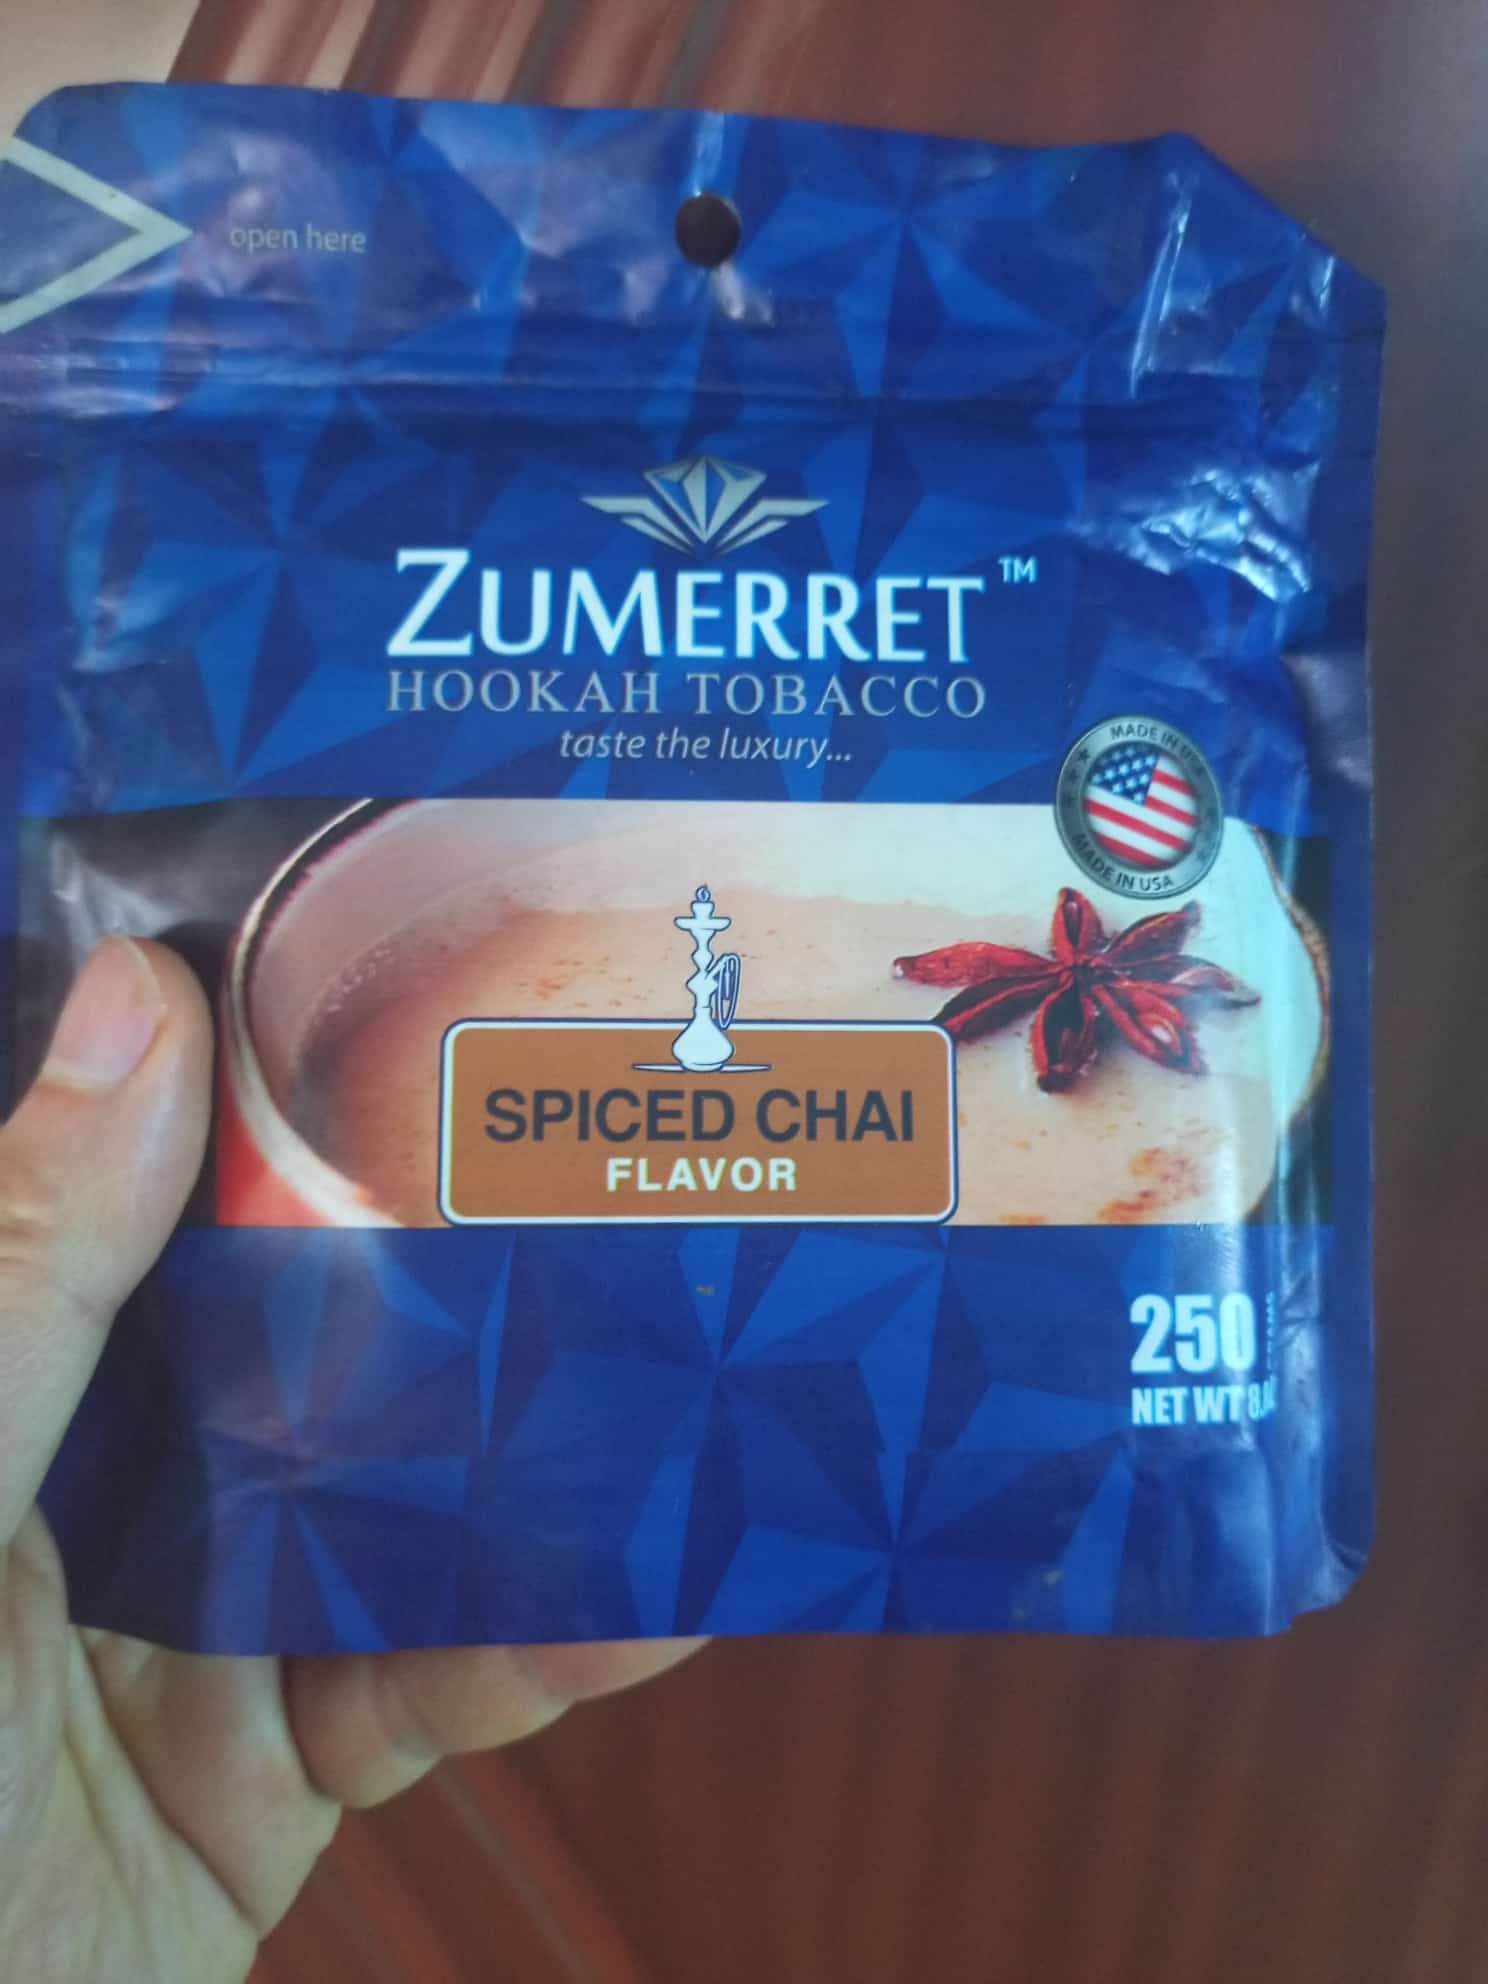 open here
ZUMERRET™
HOOKAH TOBACCO
taste the luxury...
MADE IN USA
MADE IN USA
SPICED CHAI
FLAVOR
250 GRAMS
NET WT